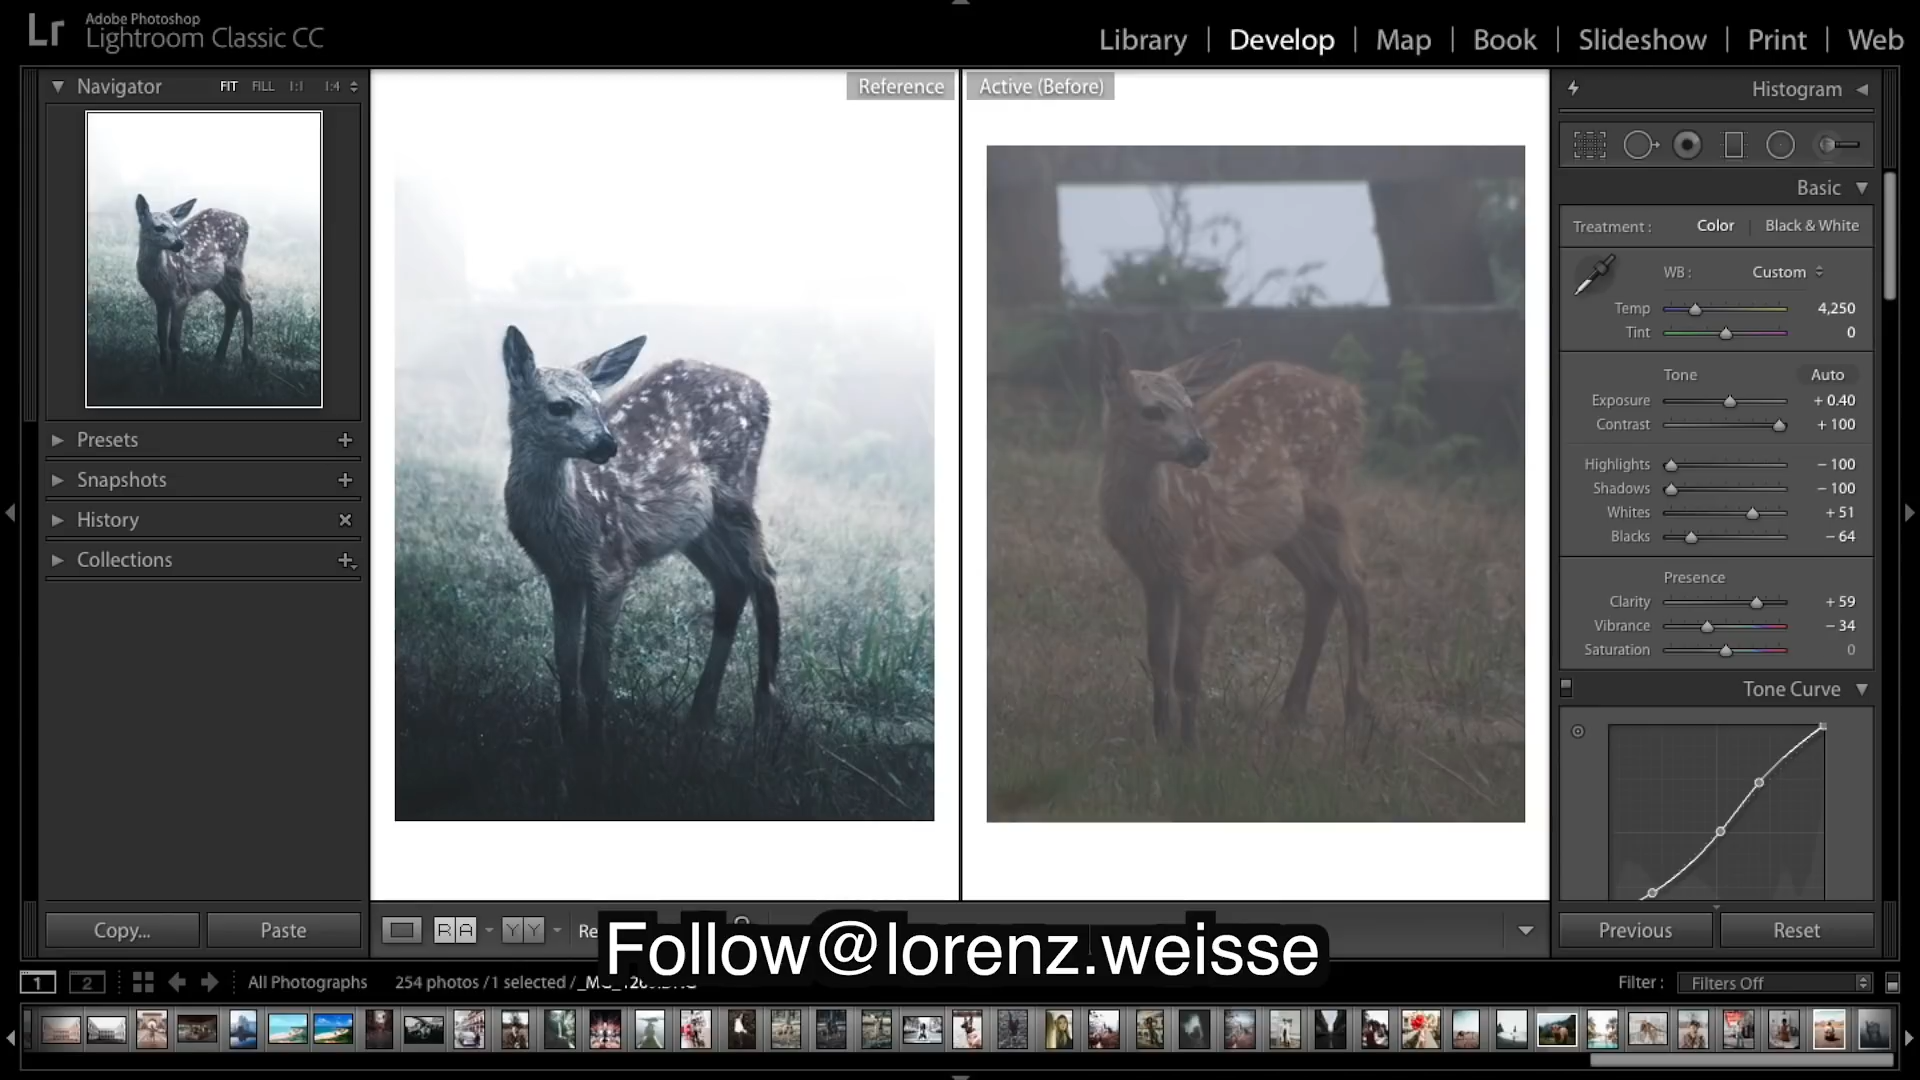 Lr Adobe Photoshop
Lightroom Classic CC
Library | Develop | Map | Book | Slideshow | Print | Web
Navigator FIT FILL 1:1 1:4
Reference
Active (Before)
Histogram
Basic
Treatment : Color Black & White
WB : Custom
Temp 4,250
Tint 0
Tone Auto
Exposure + 0.40
Contrast + 100
Highlights − 100
Shadows − 100
Whites + 51
Blacks − 64
Presence
Clarity + 59
Vibrance − 34
Saturation 0
Tone Curve
Presets
Snapshots
History
Collections
Copy... Paste
R A Y Y Re
Follow@lorenz.weisse
Previous Reset
1 2 All Photographs 254 photos / 1 selected /
Filter : Filters Off